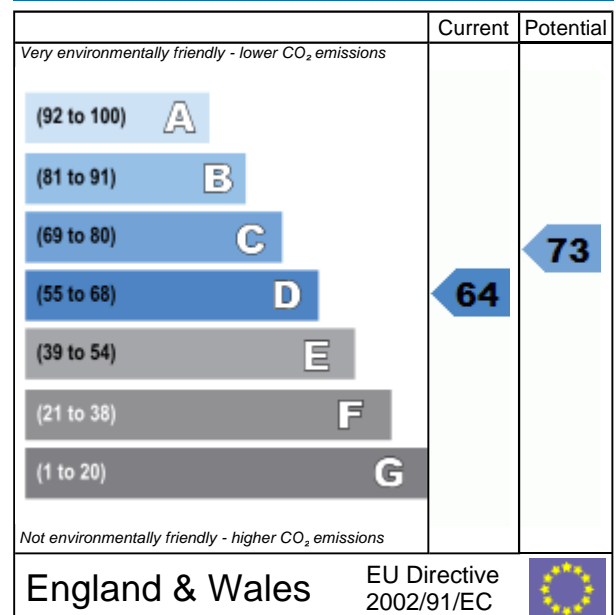 Current Potential
Very environmentally friendly - lower CO₂ emissions
(92 to 100) A
(81 to 91) B
(69 to 80) C
73
(55 to 68) D
64
(39 to 54) E
(21 to 38) F
(1 to 20) G
Not environmentally friendly - higher CO₂ emissions
England & Wales
EU Directive
2002/91/EC